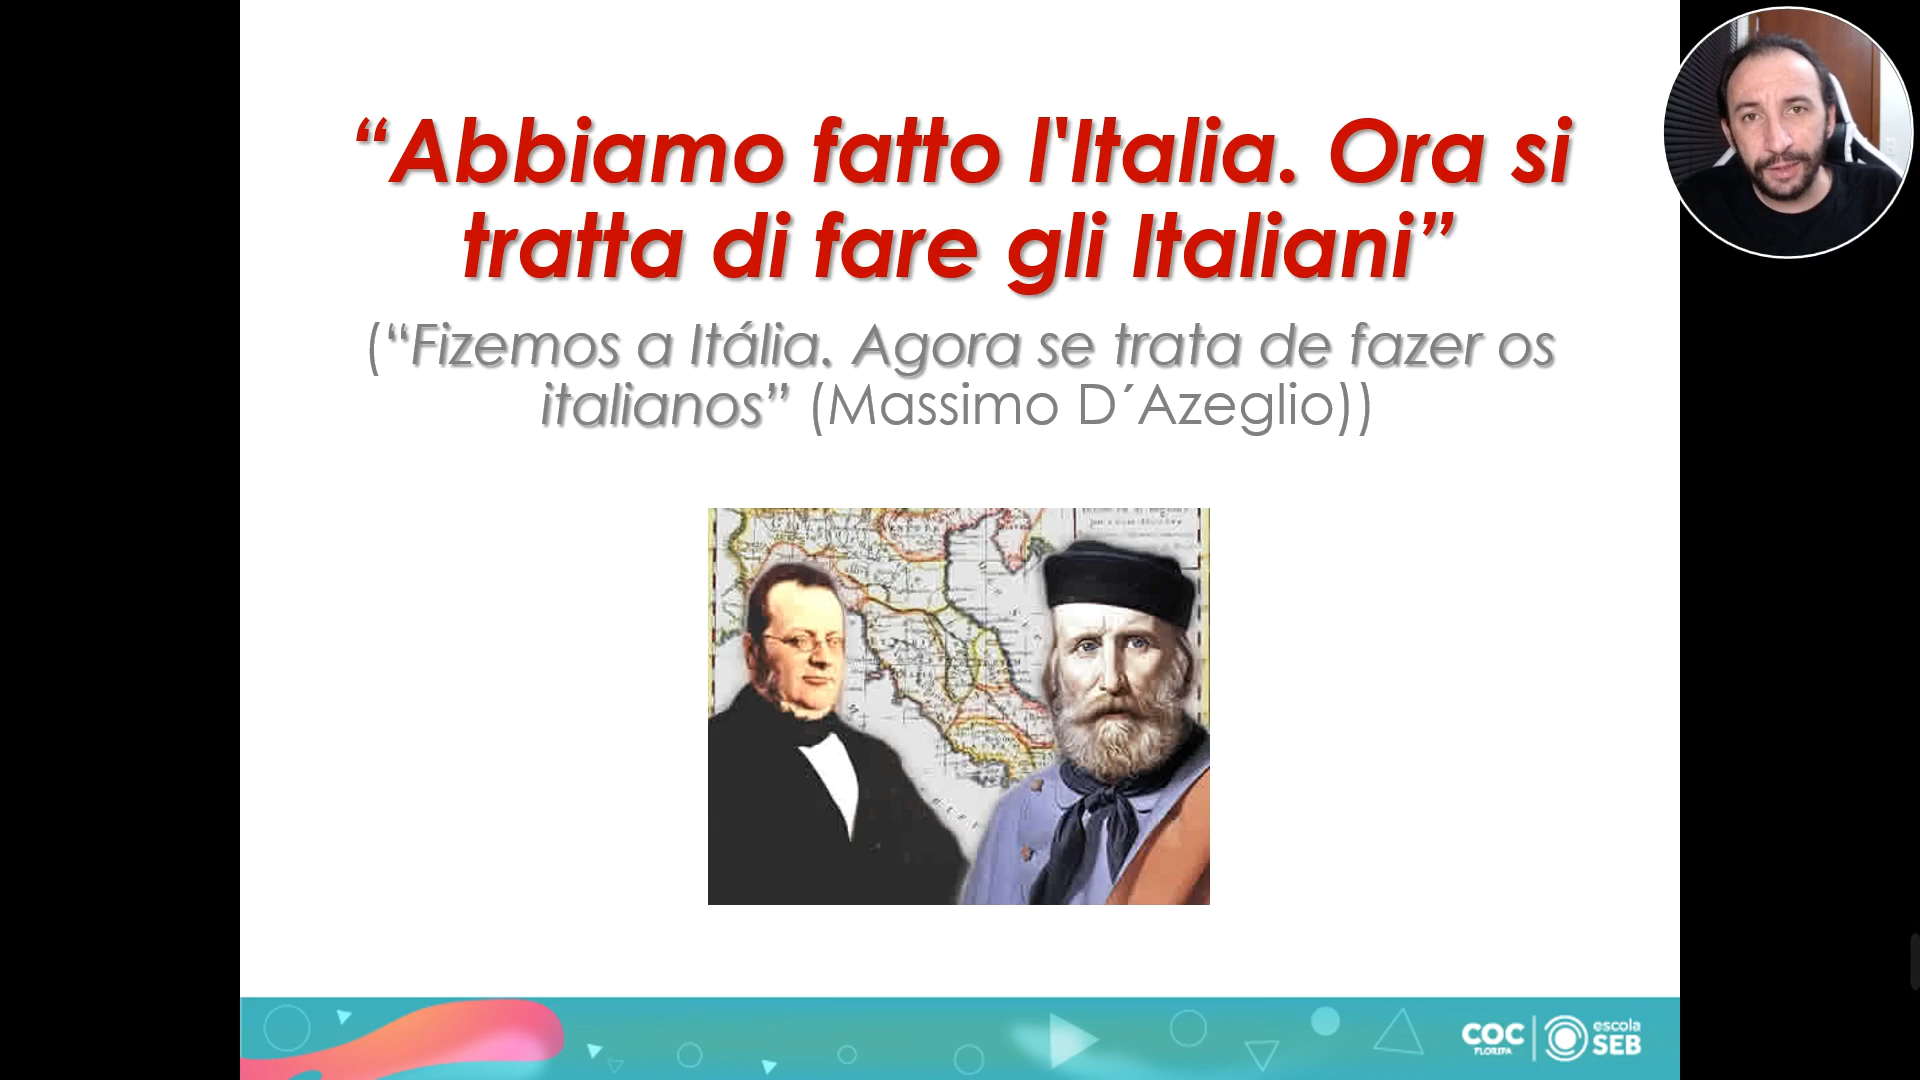 “Abbiamo fatto l'Italia. Ora si
tratta di fare gli Italiani”
(“Fizemos a Itália. Agora se trata de fazer os
italianos” (Massimo D´Azeglio))
COC
FLORIPA
escola
SEB